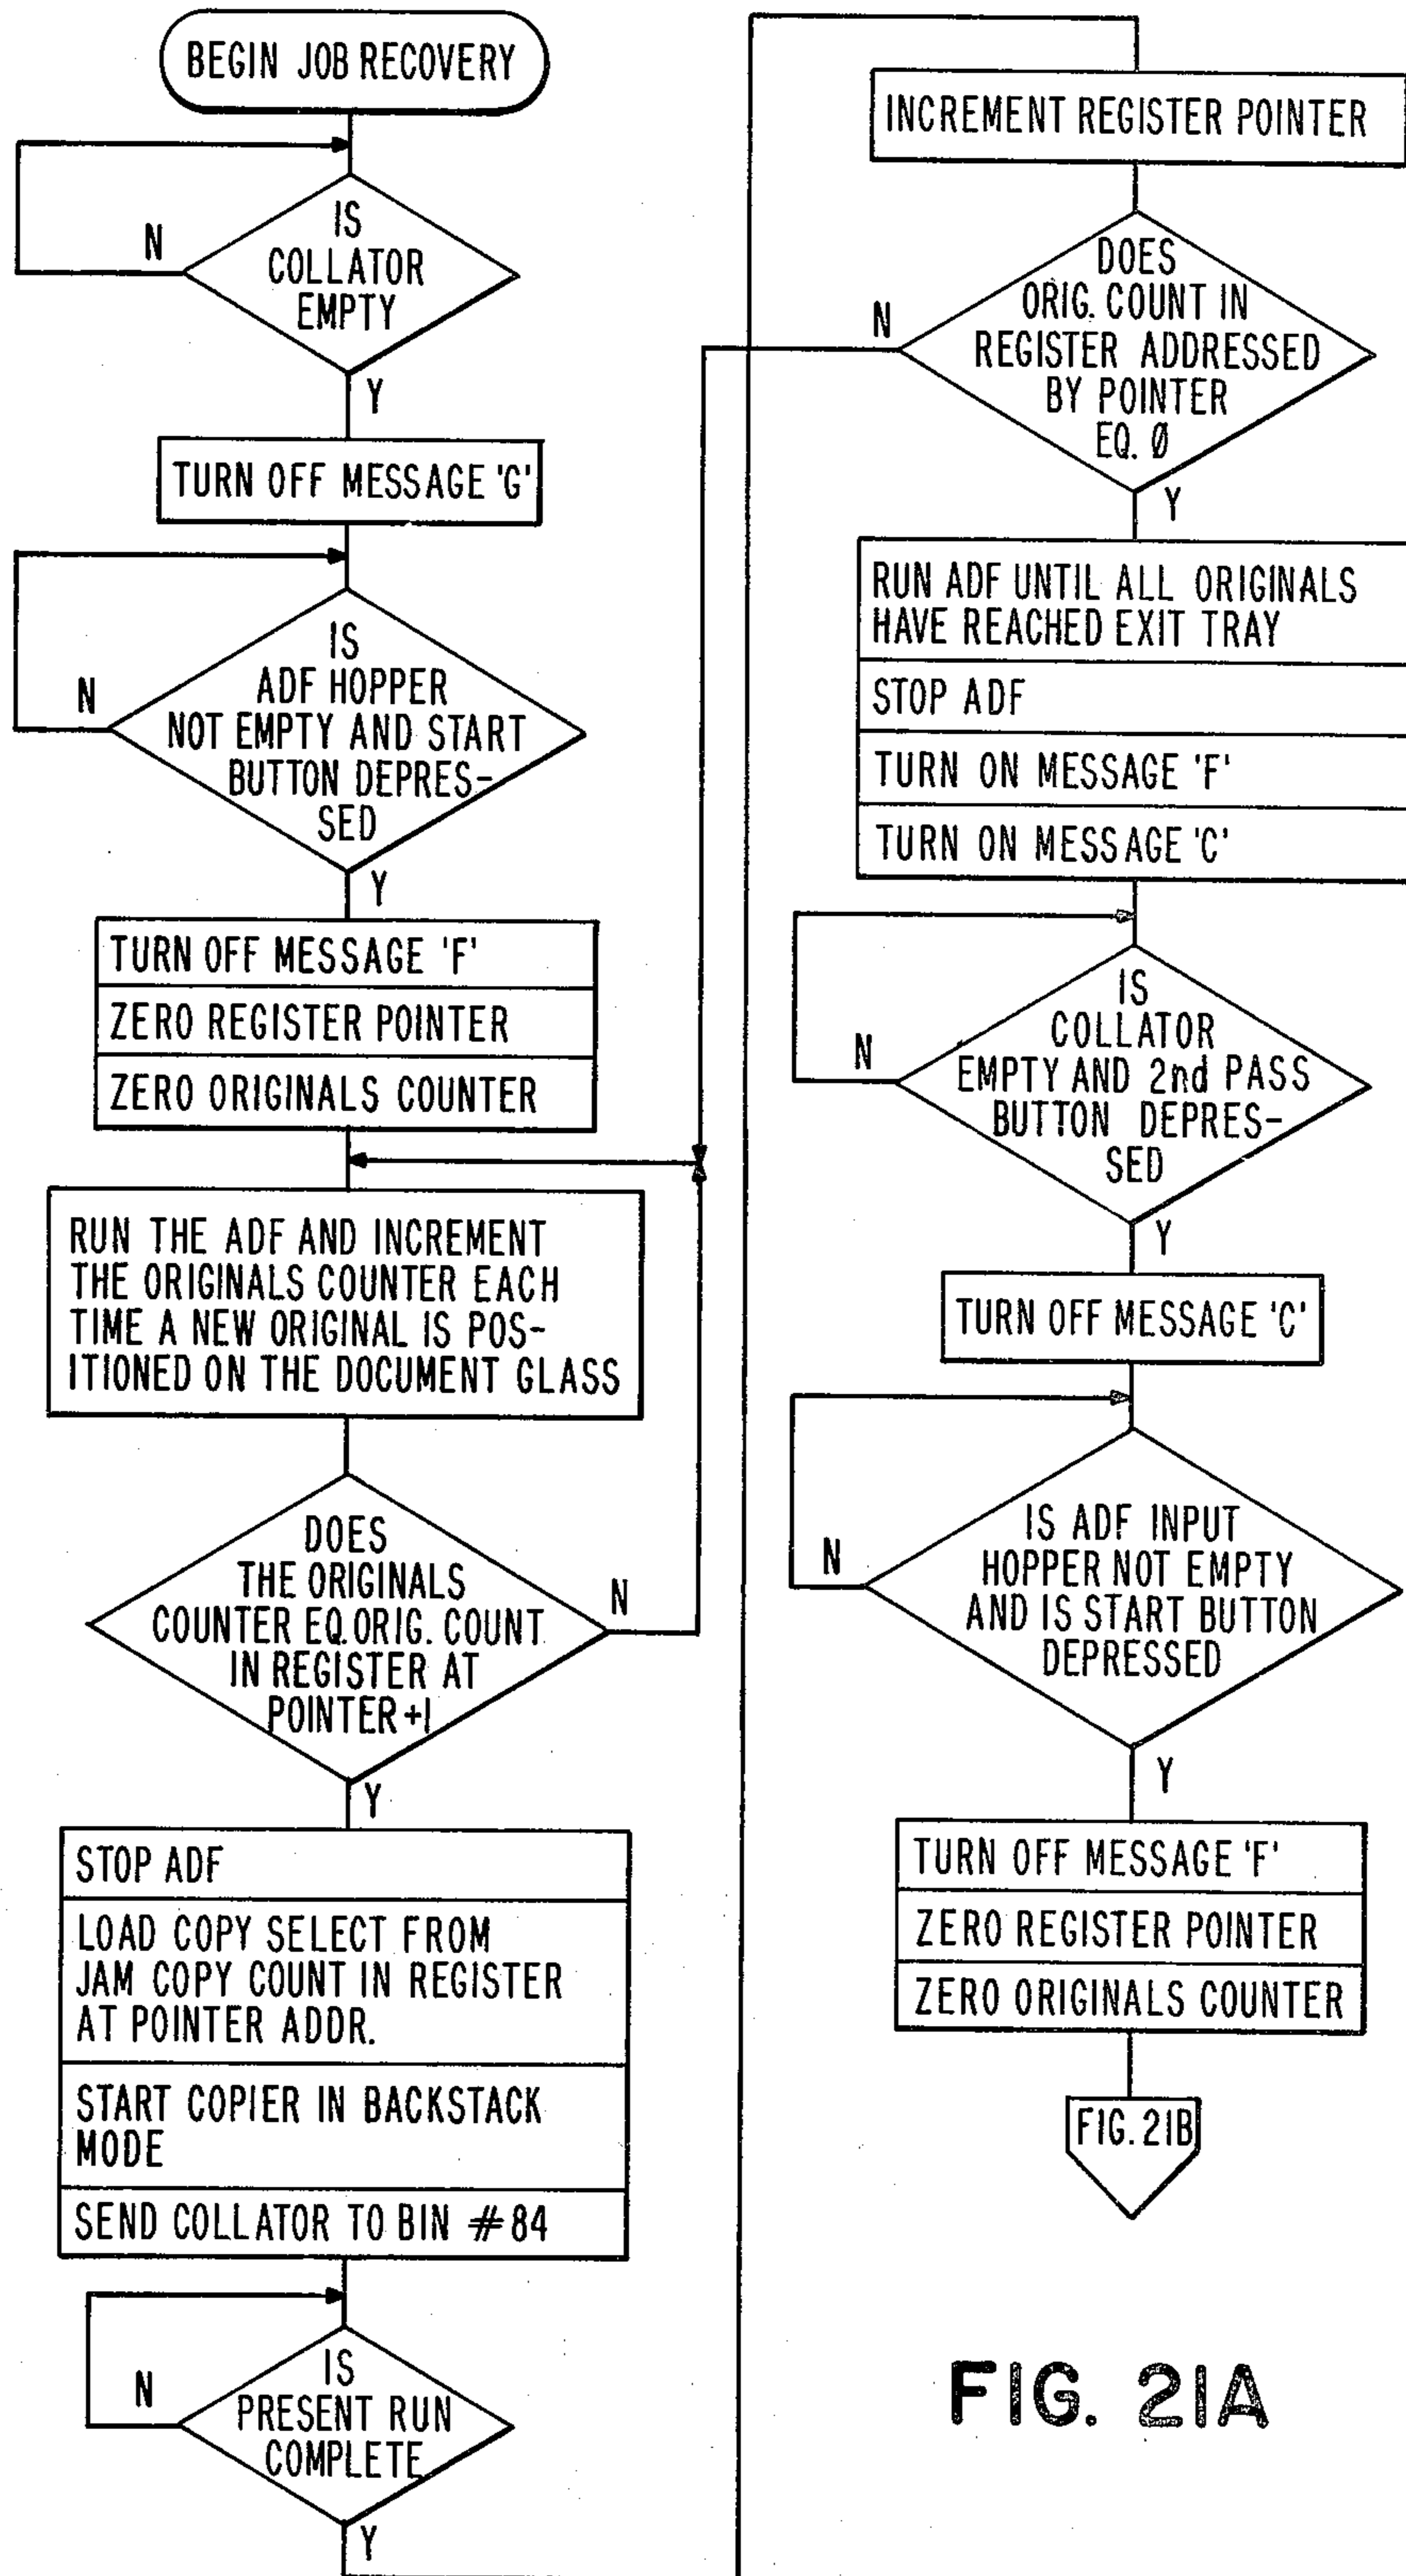 BEGIN JOB RECOVERY
IS
COLLATOR
EMPTY
N
Y
TURN OFF MESSAGE 'G'
IS
ADF HOPPER
NOT EMPTY AND START
BUTTON DEPRES-
SED
N
Y
TURN OFF MESSAGE 'F'
ZERO REGISTER POINTER
ZERO ORIGINALS COUNTER
RUN THE ADF AND INCREMENT
THE ORIGINALS COUNTER EACH
TIME A NEW ORIGINAL IS POS-
ITIONED ON THE DOCUMENT GLASS
DOES
THE ORIGINALS
COUNTER EQ. ORIG. COUNT
IN REGISTER AT
POINTER +1
N
Y
STOP ADF
LOAD COPY SELECT FROM
JAM COPY COUNT IN REGISTER
AT POINTER ADDR.
START COPIER IN BACKSTACK
MODE
SEND COLLATOR TO BIN #84
IS
PRESENT RUN
COMPLETE
N
Y
INCREMENT REGISTER POINTER
DOES
ORIG. COUNT IN
REGISTER ADDRESSED
BY POINTER
EQ. Ø
N
Y
RUN ADF UNTIL ALL ORIGINALS
HAVE REACHED EXIT TRAY
STOP ADF
TURN ON MESSAGE 'F'
TURN ON MESSAGE 'C'
IS
COLLATOR
EMPTY AND 2nd PASS
BUTTON DEPRES-
SED
N
Y
TURN OFF MESSAGE 'C'
IS ADF INPUT
HOPPER NOT EMPTY
AND IS START BUTTON
DEPRESSED
N
Y
TURN OFF MESSAGE 'F'
ZERO REGISTER POINTER
ZERO ORIGINALS COUNTER
FIG. 21B
FIG. 21A